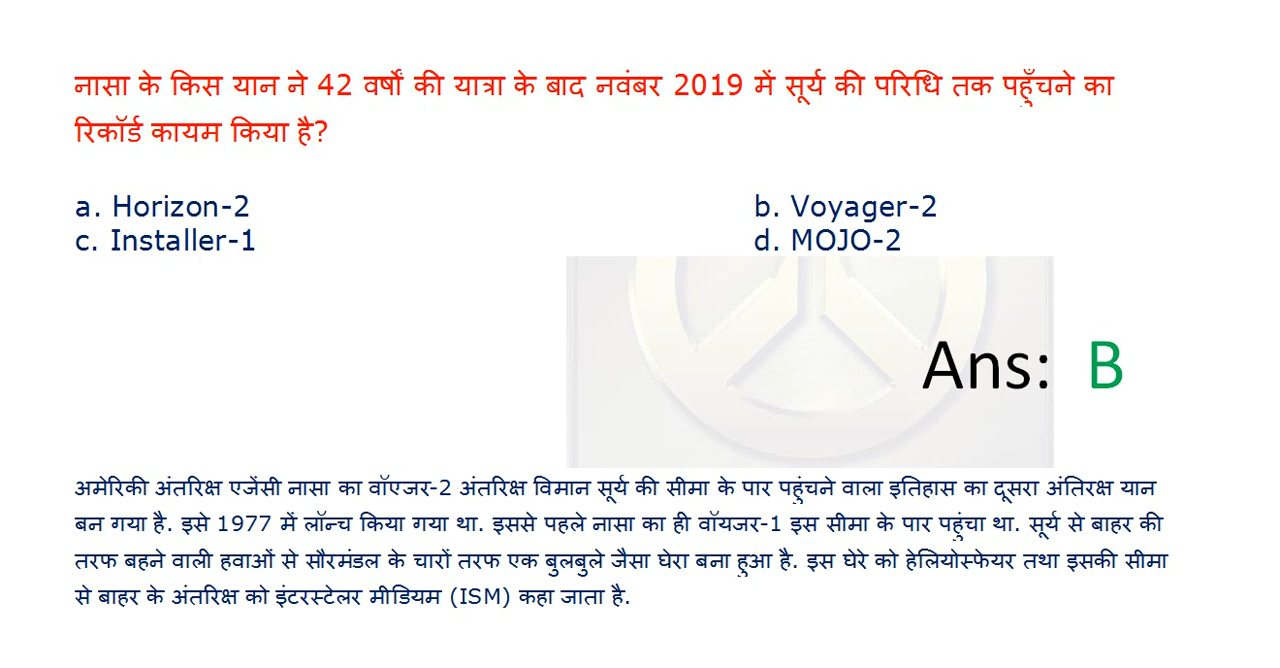 नासा के किस यान ने 42 वर्षों की यात्रा के बाद नवंबर 2019 में सूर्य की परिधि तक पहुँचने का
रिकॉर्ड कायम किया है?
a. Horizon-2 b. Voyager-2
c. Installer-1 d. MOJO-2
Ans: B
अमेरिकी अंतरिक्ष एजेंसी नासा का वॉएजर-2 अंतरिक्ष विमान सूर्य की सीमा के पार पहुंचने वाला इतिहास का दूसरा अंतिरक्ष यान
बन गया है. इसे 1977 में लॉन्च किया गया था. इससे पहले नासा का ही वॉयजर-1 इस सीमा के पार पहुंचा था. सूर्य से बाहर की
तरफ बहने वाली हवाओं से सौरमंडल के चारों तरफ एक बुलबुले जैसा घेरा बना हुआ है. इस घेरे को हेलियोस्फेयर तथा इसकी सीमा
से बाहर के अंतरिक्ष को इंटरस्टेलर मीडियम (ISM) कहा जाता है.